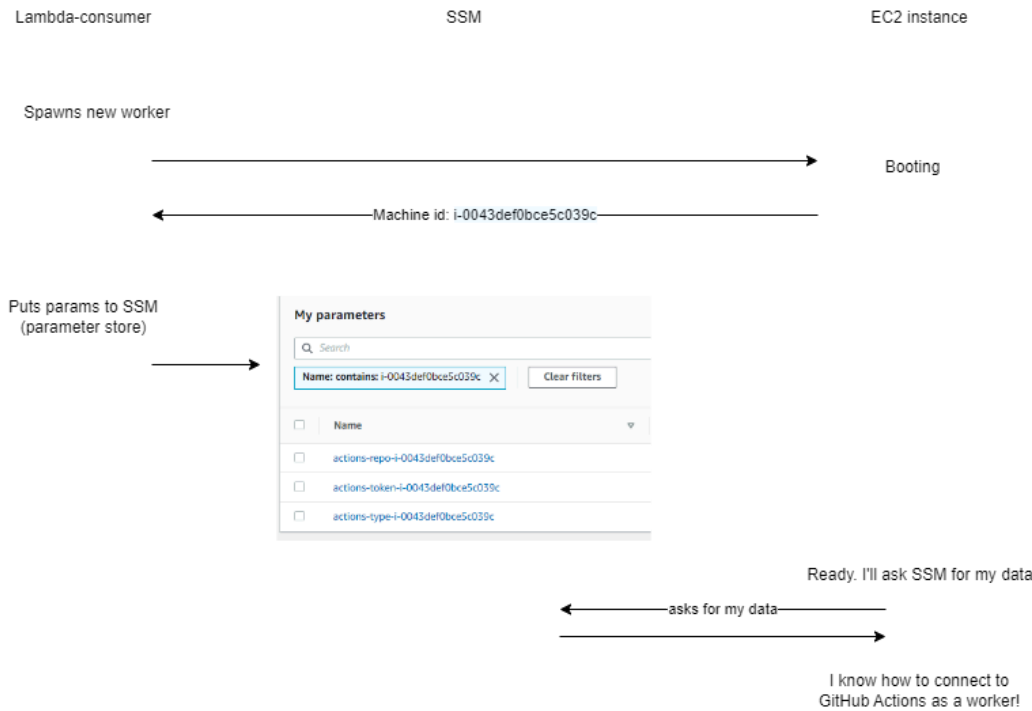 Lambda-consumer
SSM
EC2 instance
Spawns new worker
Booting
Machine id: i-0043def0bce5c039c
Puts params to SSM
(parameter store)
My parameters
Search
Name: contains: i-0043def0bce5c039c
Clear filters
Name
actions-repo-i-0043def0bce5c039c
actions-token-i-0043def0bce5c039c
actions-type-i-0043def0bce5c039c
Ready. I'll ask SSM for my data
asks for my data
I know how to connect to
GitHub Actions as a worker!